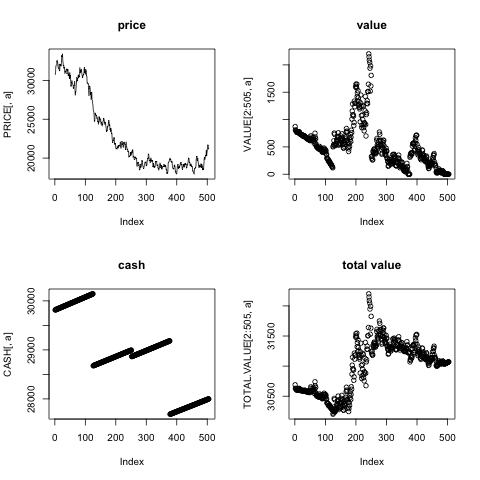 price
PRICE[, a]
20000 25000 30000
0 100 200 300 400 500
Index
value
VALUE[2:505, a]
0 500 1500
0 100 200 300 400 500
Index
cash
CASH[, a]
28000 29000 30000
0 100 200 300 400 500
Index
total value
TOTAL.VALUE[2:505, a]
30500 31500
0 100 200 300 400 500
Index